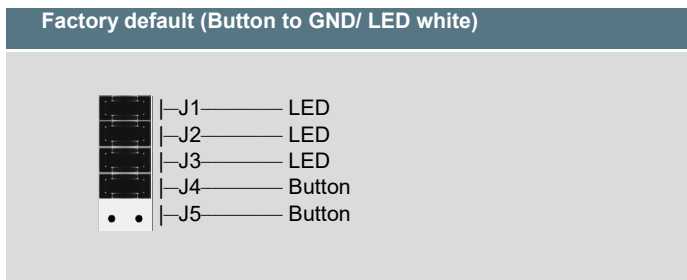 Factory default (Button to GND/ LED white)
|—J1———— LED
|—J2———— LED
|—J3———— LED
|—J4———— Button
|—J5———— Button